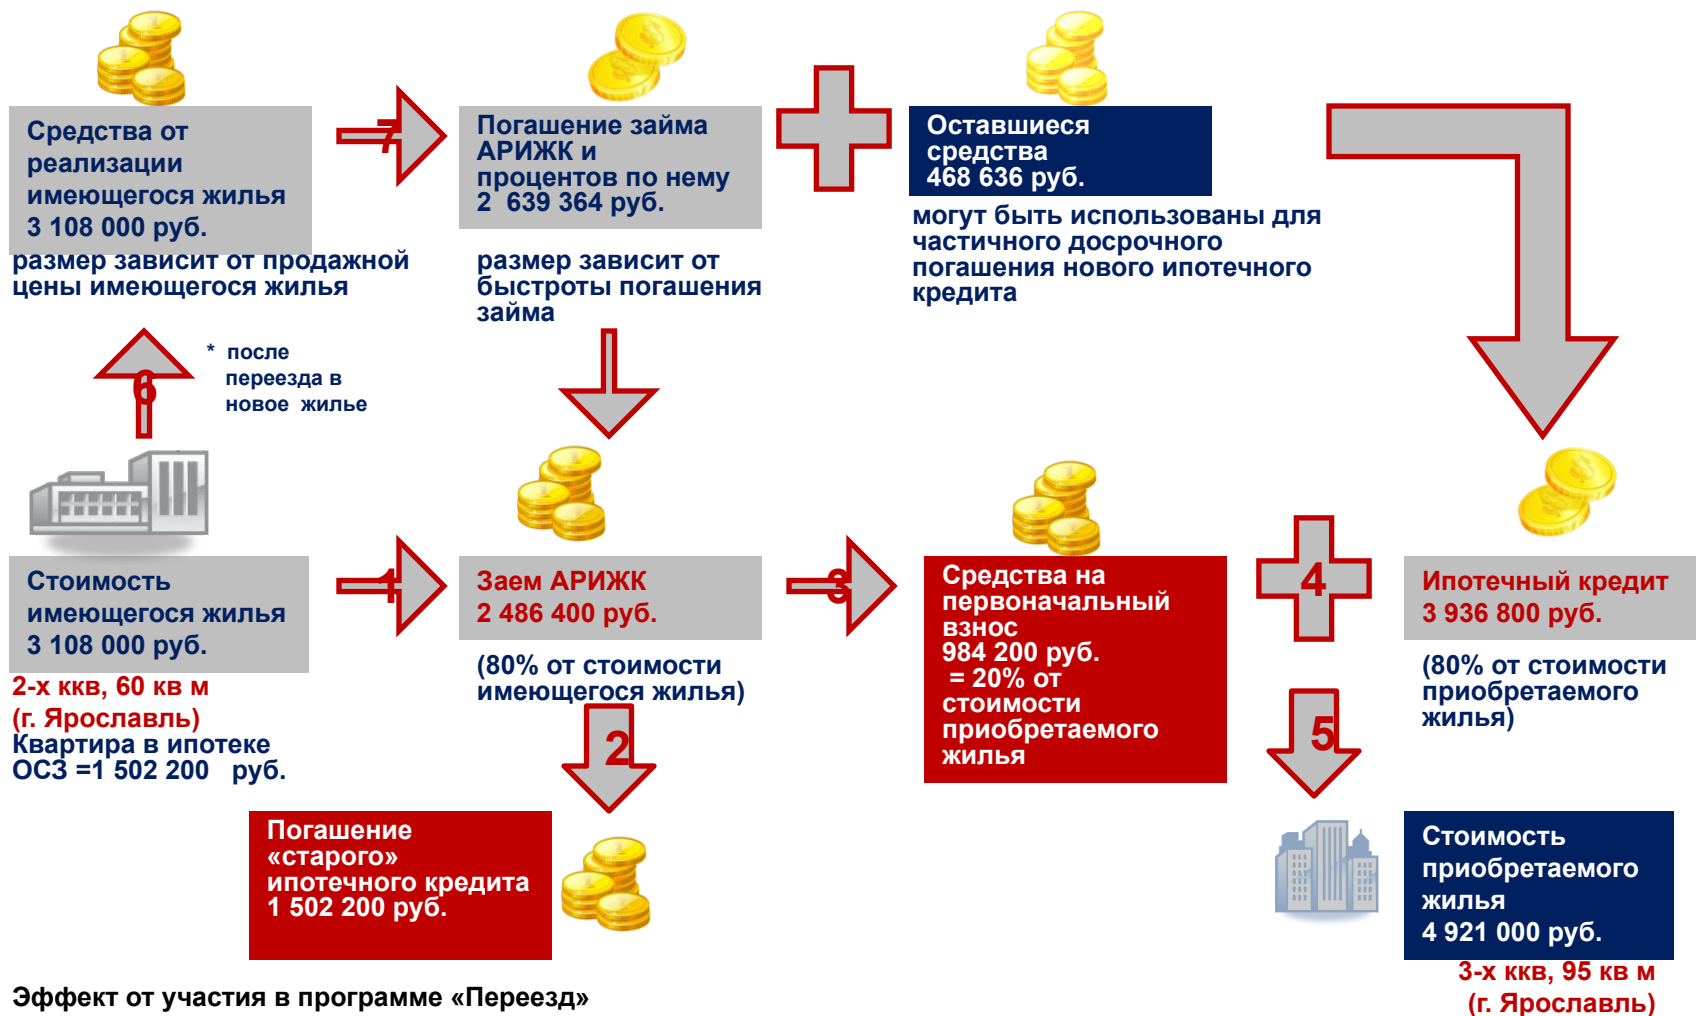 Средства от
реализации
имеющегося жилья
3 108 000 руб.
размер зависит от продажной
цены имеющегося жилья
7
Погашение займа
АРИЖК и
процентов по нему
2 639 364 руб.
размер зависит от
быстроты погашения
займа
Оставшиеся
средства
468 636 руб.
могут быть использованы для
частичного досрочного
погашения нового ипотечного
кредита
6
* после
переезда в
новое жилье
Стоимость
имеющегося жилья
3 108 000 руб.
2-х ккв, 60 кв м
(г. Ярославль)
Квартира в ипотеке
ОСЗ =1 502 200 руб.
1
Заем АРИЖК
2 486 400 руб.
(80% от стоимости
имеющегося жилья)
2
Погашение
«старого»
ипотечного кредита
1 502 200 руб.
3
Средства на
первоначальный
взнос
984 200 руб.
= 20% от
стоимости
приобретаемого
жилья
4
Ипотечный кредит
3 936 800 руб.
(80% от стоимости
приобретаемого
жилья)
5
Стоимость
приобретаемого
жилья
4 921 000 руб.
3-х ккв, 95 кв м
(г. Ярославль)
Эффект от участия в программе «Переезд»